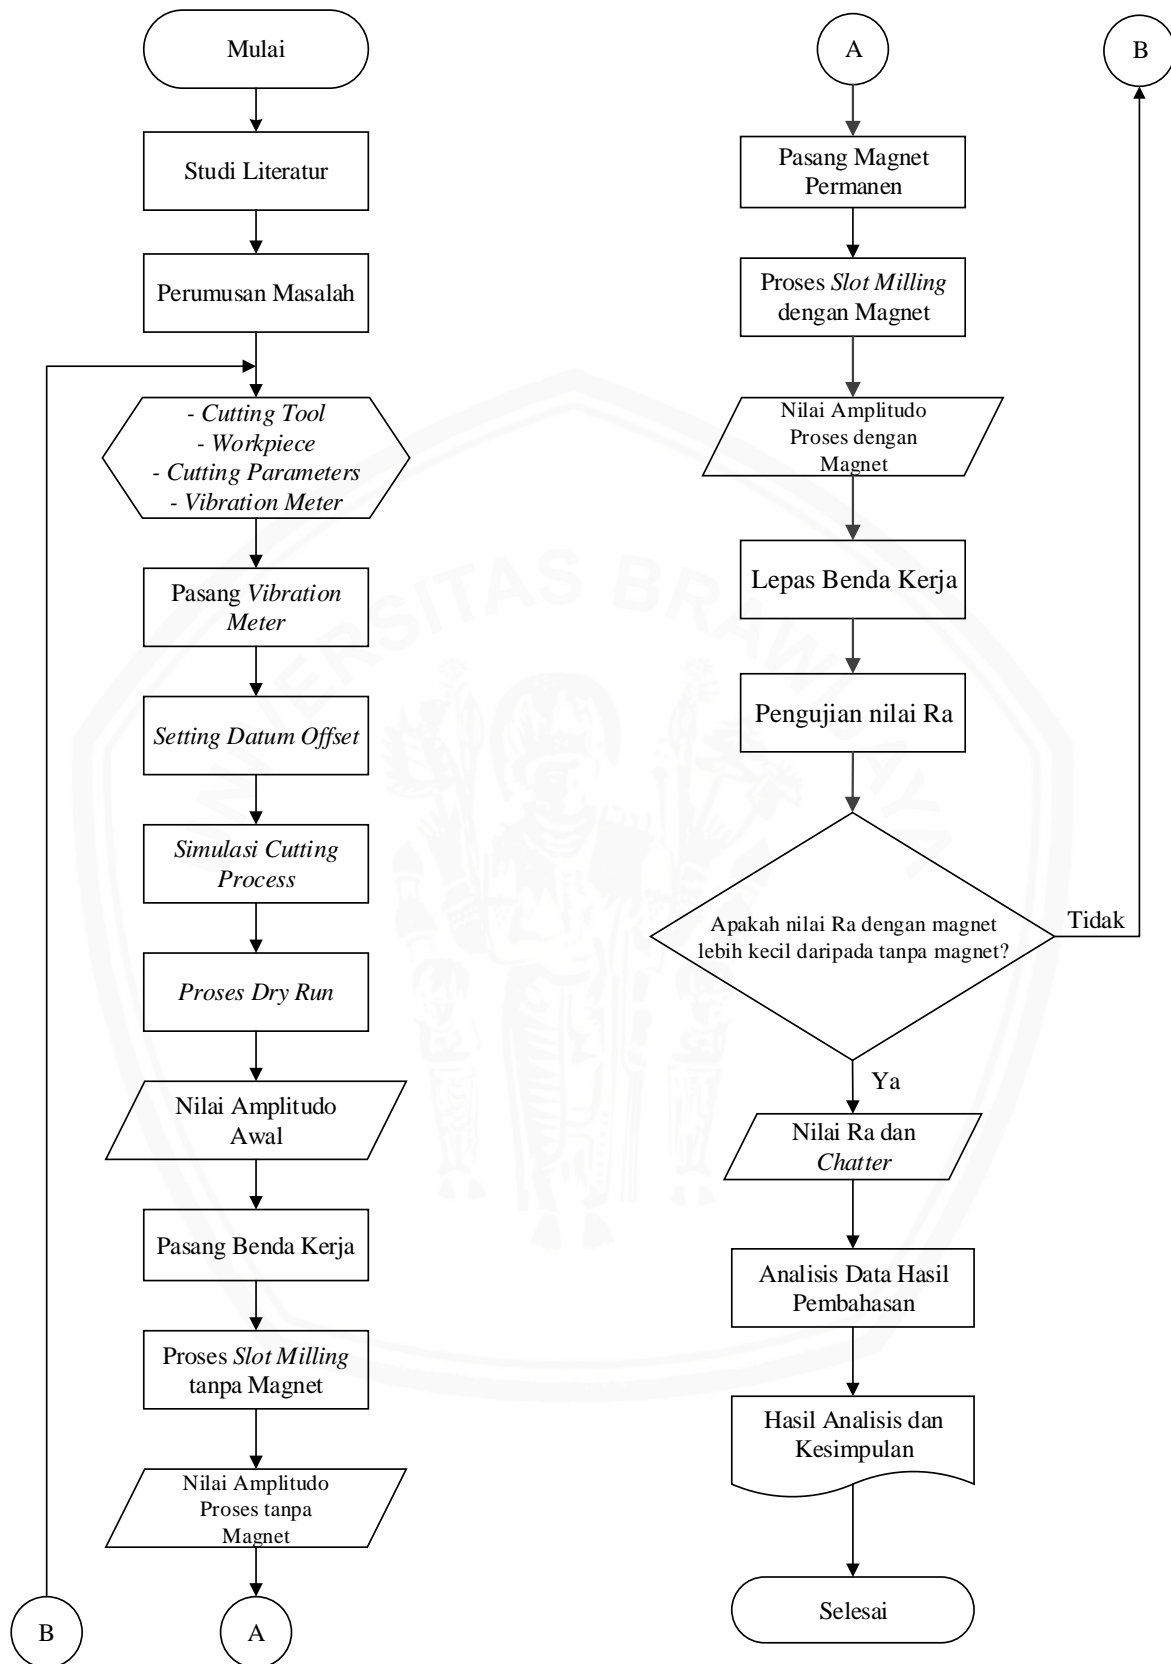 Mulai
Studi Literatur
Perumusan Masalah
- Cutting Tool
- Workpiece
- Cutting Parameters
- Vibration Meter
Pasang Vibration
Meter
Setting Datum Offset
Simulasi Cutting
Process
Proses Dry Run
Nilai Amplitudo
Awal
Pasang Benda Kerja
Proses Slot Milling
tanpa Magnet
Nilai Amplitudo
Proses tanpa
Magnet
B
A
A
B
Pasang Magnet
Permanen
Proses Slot Milling
dengan Magnet
Nilai Amplitudo
Proses dengan
Magnet
Lepas Benda Kerja
Pengujian nilai Ra
Apakah nilai Ra dengan magnet
lebih kecil daripada tanpa magnet?
Tidak
Ya
Nilai Ra dan
Chatter
Analisis Data Hasil
Pembahasan
Hasil Analisis dan
Kesimpulan
Selesai
UNIVERSITAS BRAWIJAYA